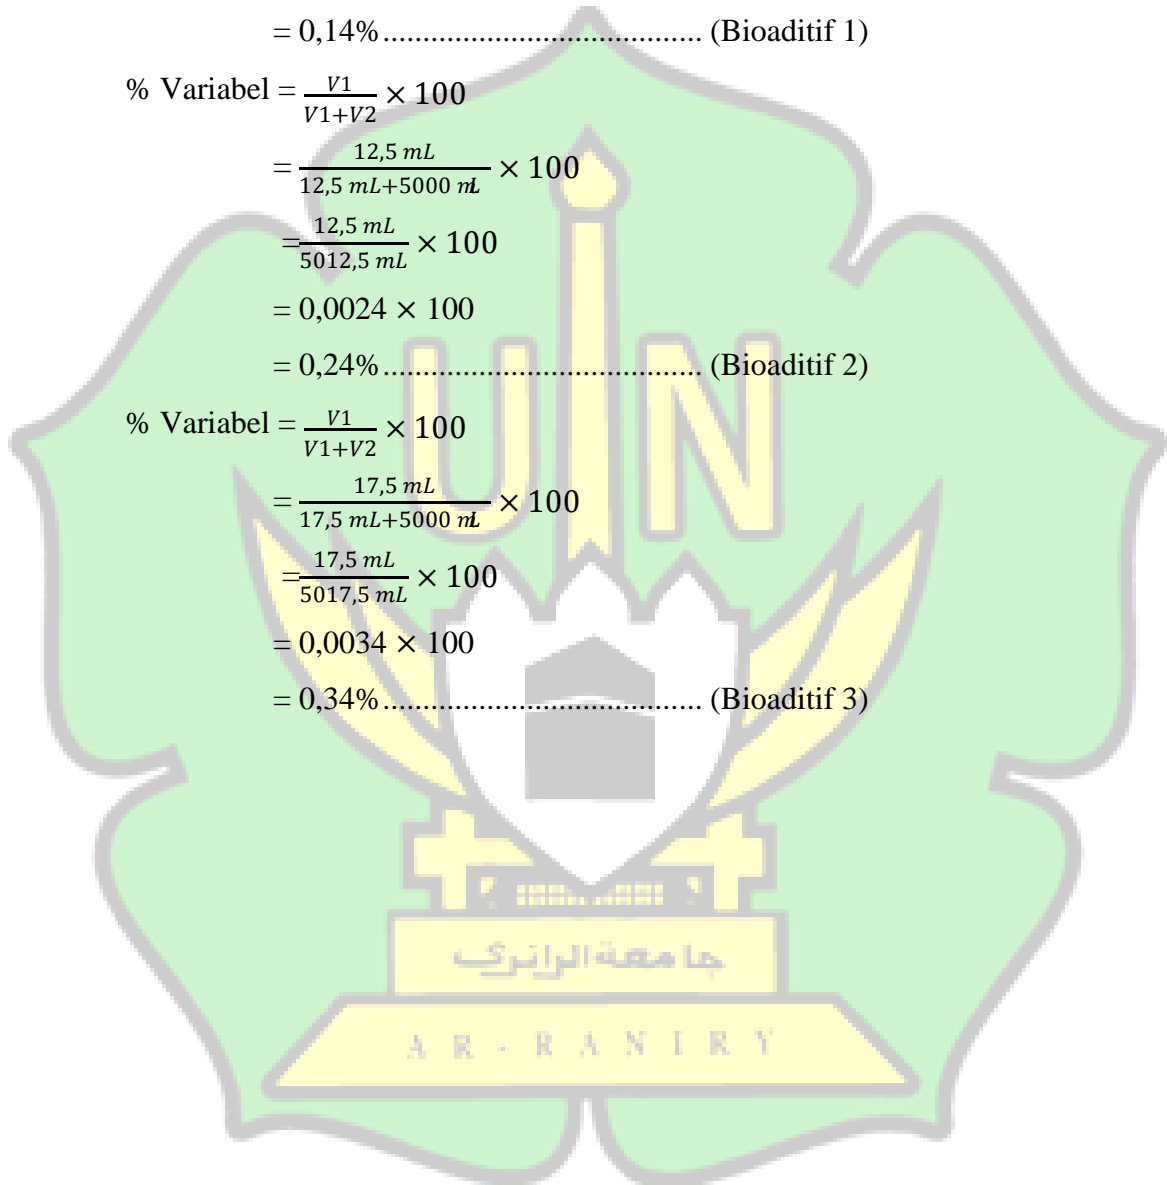 = 0,14% ........................................ (Bioaditif 1)
% Variabel = V1/V1+V2 × 100
= 12,5 mL/12,5 mL+5000 mL × 100
= 12,5 mL/5012,5 mL × 100
= 0,0024 × 100
= 0,24% ........................................ (Bioaditif 2)
% Variabel = V1/V1+V2 × 100
= 17,5 mL/17,5 mL+5000 mL × 100
= 17,5 mL/5017,5 mL × 100
= 0,0034 × 100
= 0,34% ........................................ (Bioaditif 3)
UIN
جامعة الرانري
AR-RANIRY